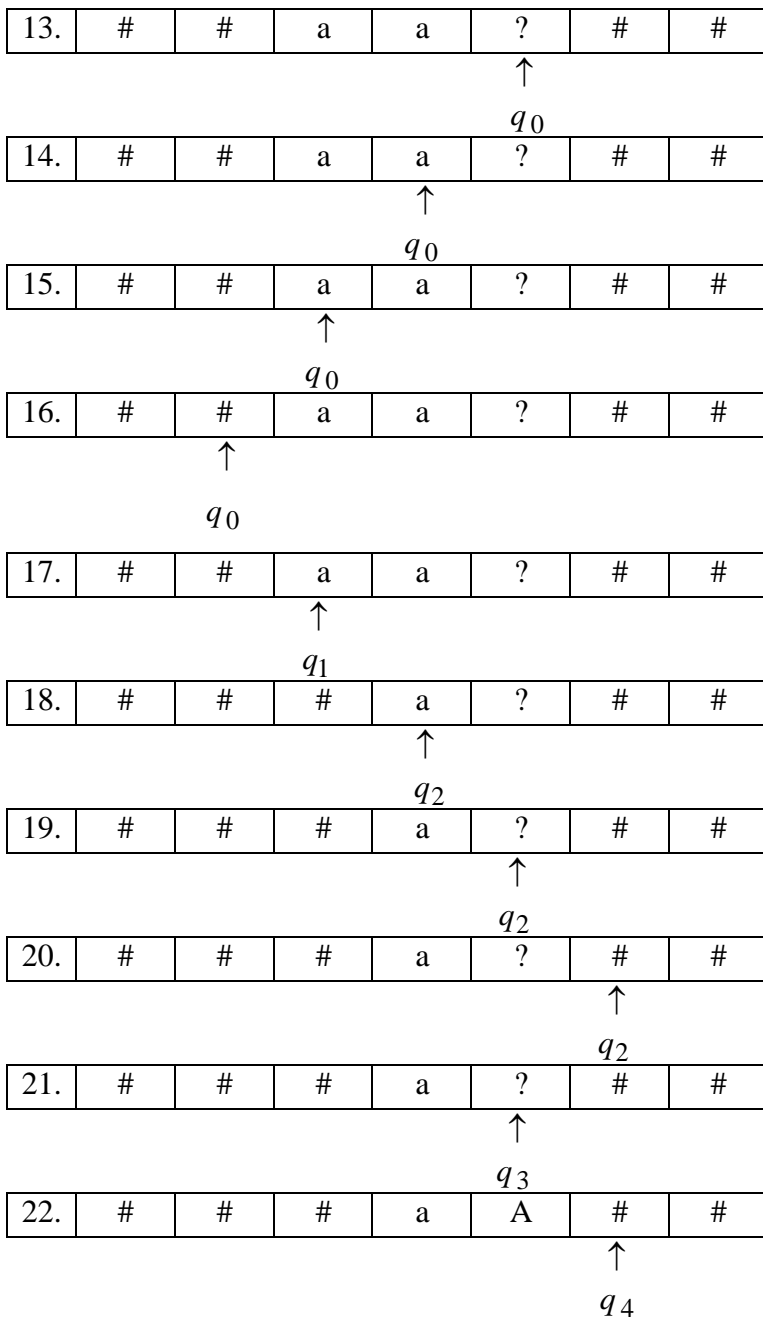 13. # # a a ? # #
↑
q0
14. # # a a ? # #
↑
q0
15. # # a a ? # #
↑
q0
16. # # a a ? # #
↑
q0
17. # # a a ? # #
↑
q1
18. # # # a ? # #
↑
q2
19. # # # a ? # #
↑
q2
20. # # # a ? # #
↑
q2
21. # # # a ? # #
↑
q3
22. # # # a A # #
↑
q4